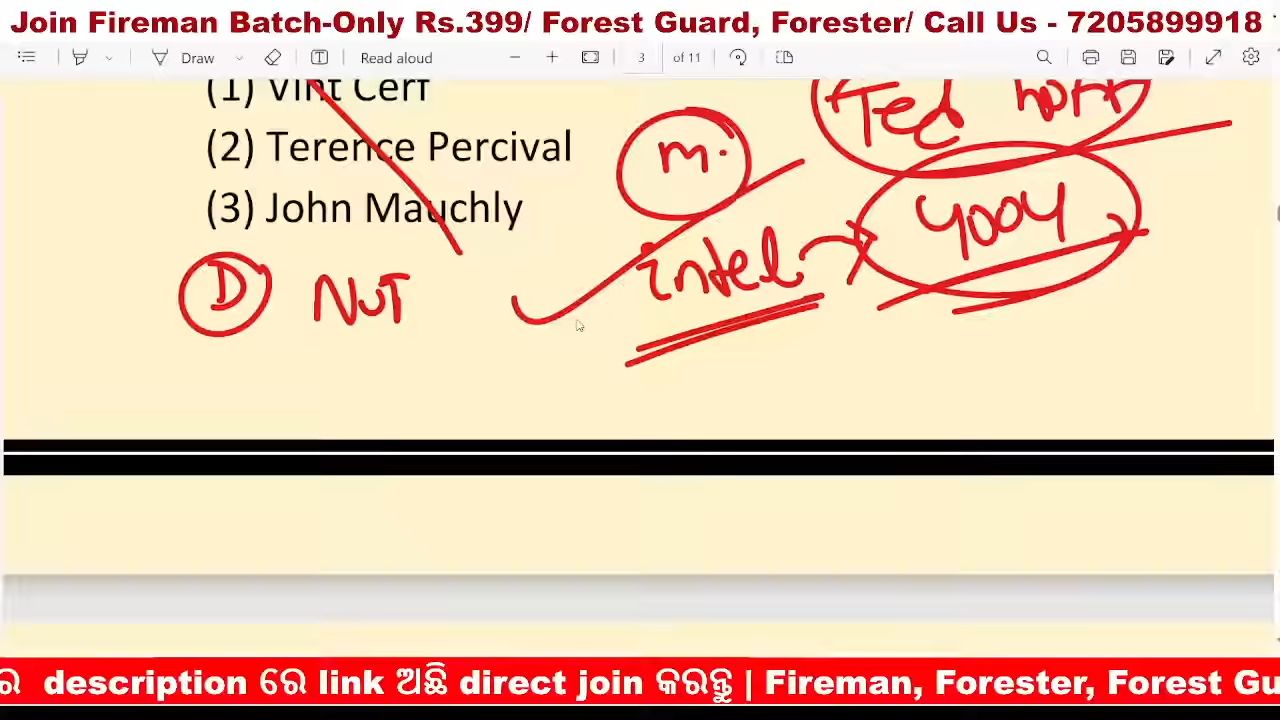 Join Fireman Batch-Only Rs.399/ Forest Guard, Forester/ Call Us - 7205899918
Draw
Read aloud
3
of 11
(1) Vint Cerf
Ted
(2) Terence Percival
m.
(3) John Mauchly
4004
intel
D NOT
ର description ରେ link ଅଛି direct join କରନ୍ତୁ | Fireman, Forester, Forest Gu